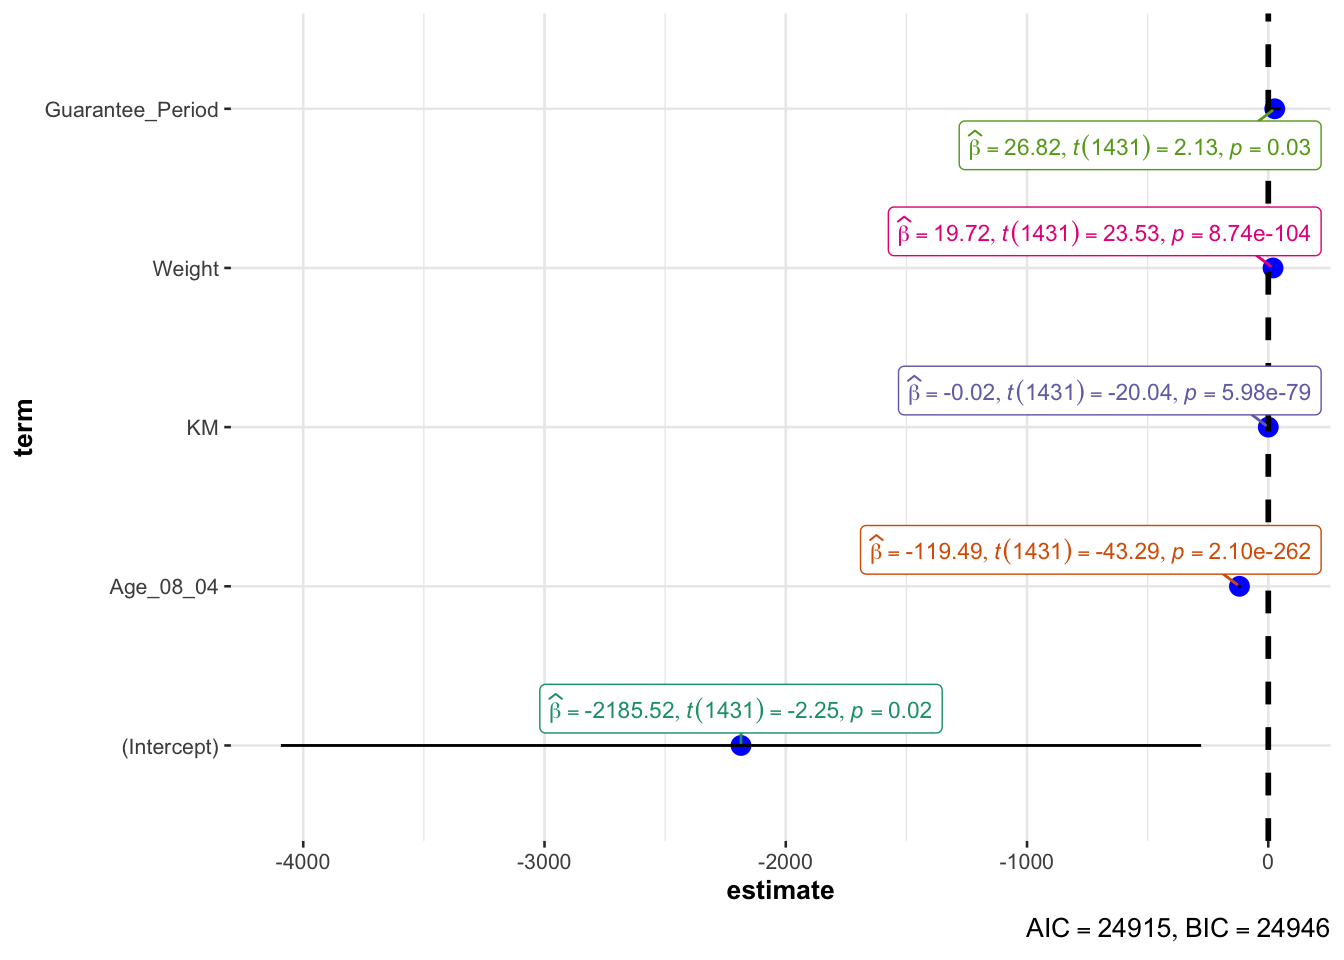 Guarantee_Period
β̂ = 26.82, t(1431) = 2.13, p = 0.03
β̂ = 19.72, t(1431) = 23.53, p = 8.74e-104
Weight
β̂ = -0.02, t(1431) = -20.04, p = 5.98e-79
KM
term
β̂ = -119.49, t(1431) = -43.29, p = 2.10e-262
Age_08_04
β̂ = -2185.52, t(1431) = -2.25, p = 0.02
(Intercept)
-4000 -3000 -2000 -1000 0
estimate
AIC = 24915, BIC = 24946